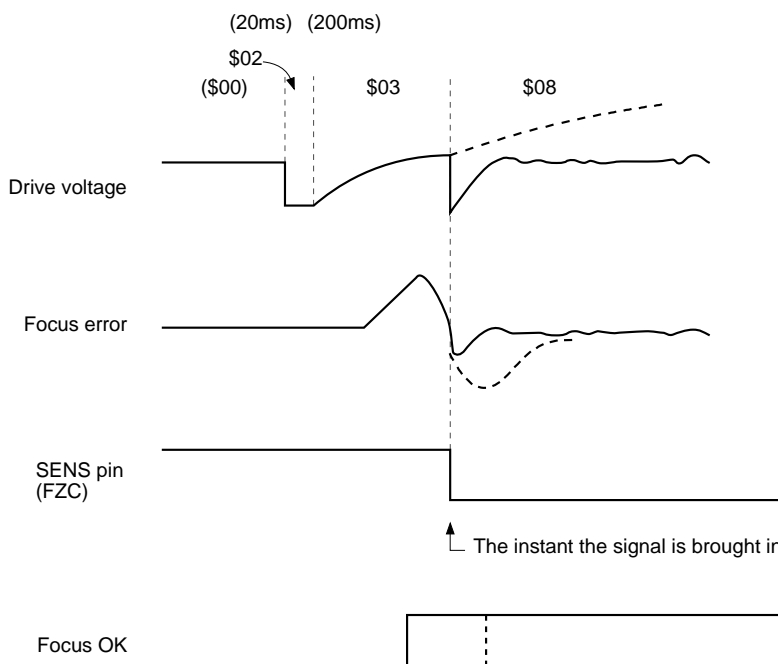 (20ms) (200ms)
$02
($00) $03 $08
Drive voltage
Focus error
SENS pin
(FZC)
The instant the signal is brought in
Focus OK